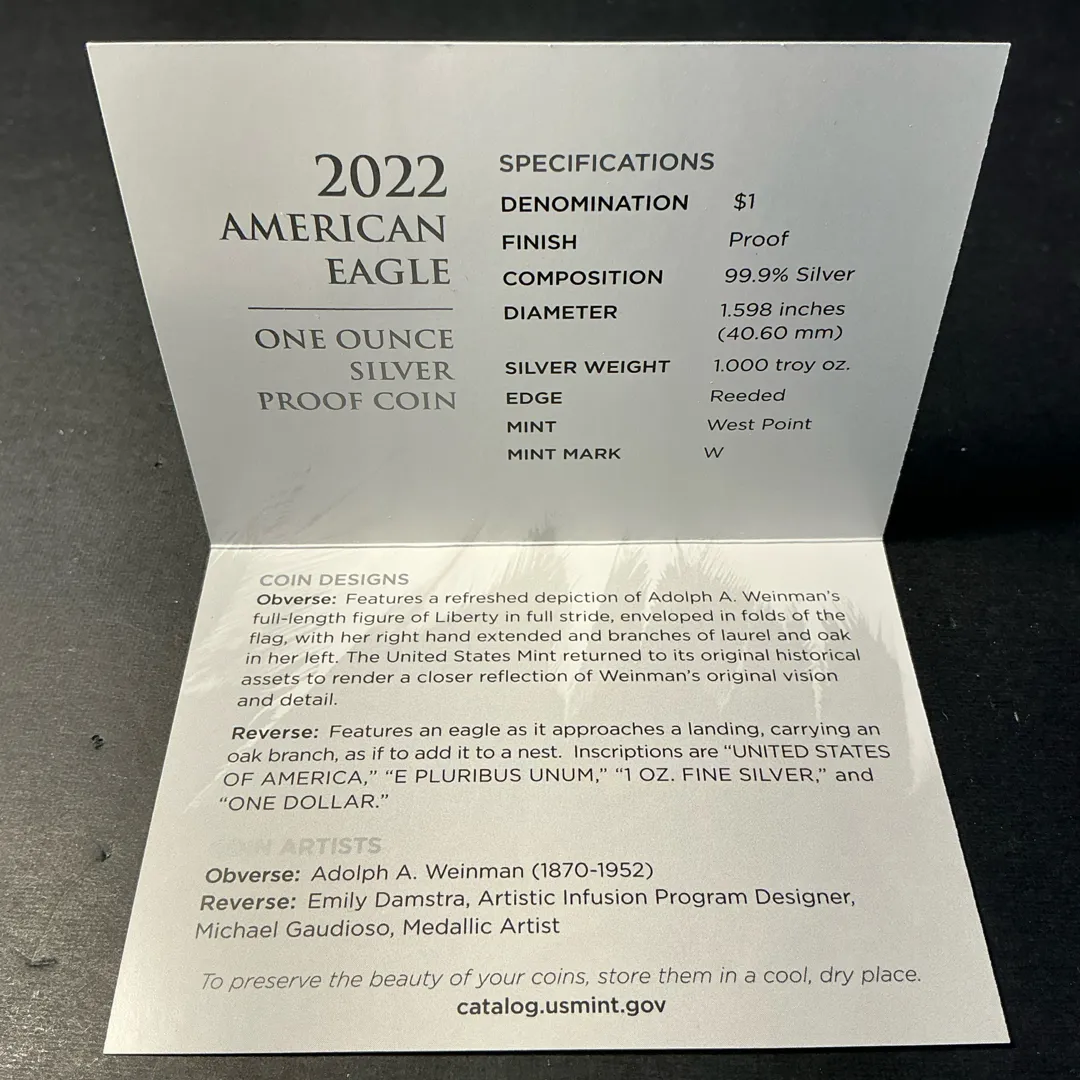 2022
AMERICAN
EAGLE
ONE OUNCE
SILVER
PROOF COIN
SPECIFICATIONS
DENOMINATION $1
FINISH Proof
COMPOSITION 99.9% Silver
DIAMETER 1.598 inches
(40.60 mm)
SILVER WEIGHT 1.000 troy oz.
EDGE Reeded
MINT West Point
MINT MARK W
COIN DESIGNS
Obverse: Features a refreshed depiction of Adolph A. Weinman's
full-length figure of Liberty in full stride, enveloped in folds of the
flag, with her right hand extended and branches of laurel and oak
in her left. The United States Mint returned to its original historical
assets to render a closer reflection of Weinman's original vision
and detail.
Reverse: Features an eagle as it approaches a landing, carrying an
oak branch, as if to add it to a nest. Inscriptions are “UNITED STATES
OF AMERICA,” “E PLURIBUS UNUM,” “1 OZ. FINE SILVER,” and
“ONE DOLLAR.”
COIN ARTISTS
Obverse: Adolph A. Weinman (1870-1952)
Reverse: Emily Damstra, Artistic Infusion Program Designer,
Michael Gaudioso, Medallic Artist
To preserve the beauty of your coins, store them in a cool, dry place.
catalog.usmint.gov